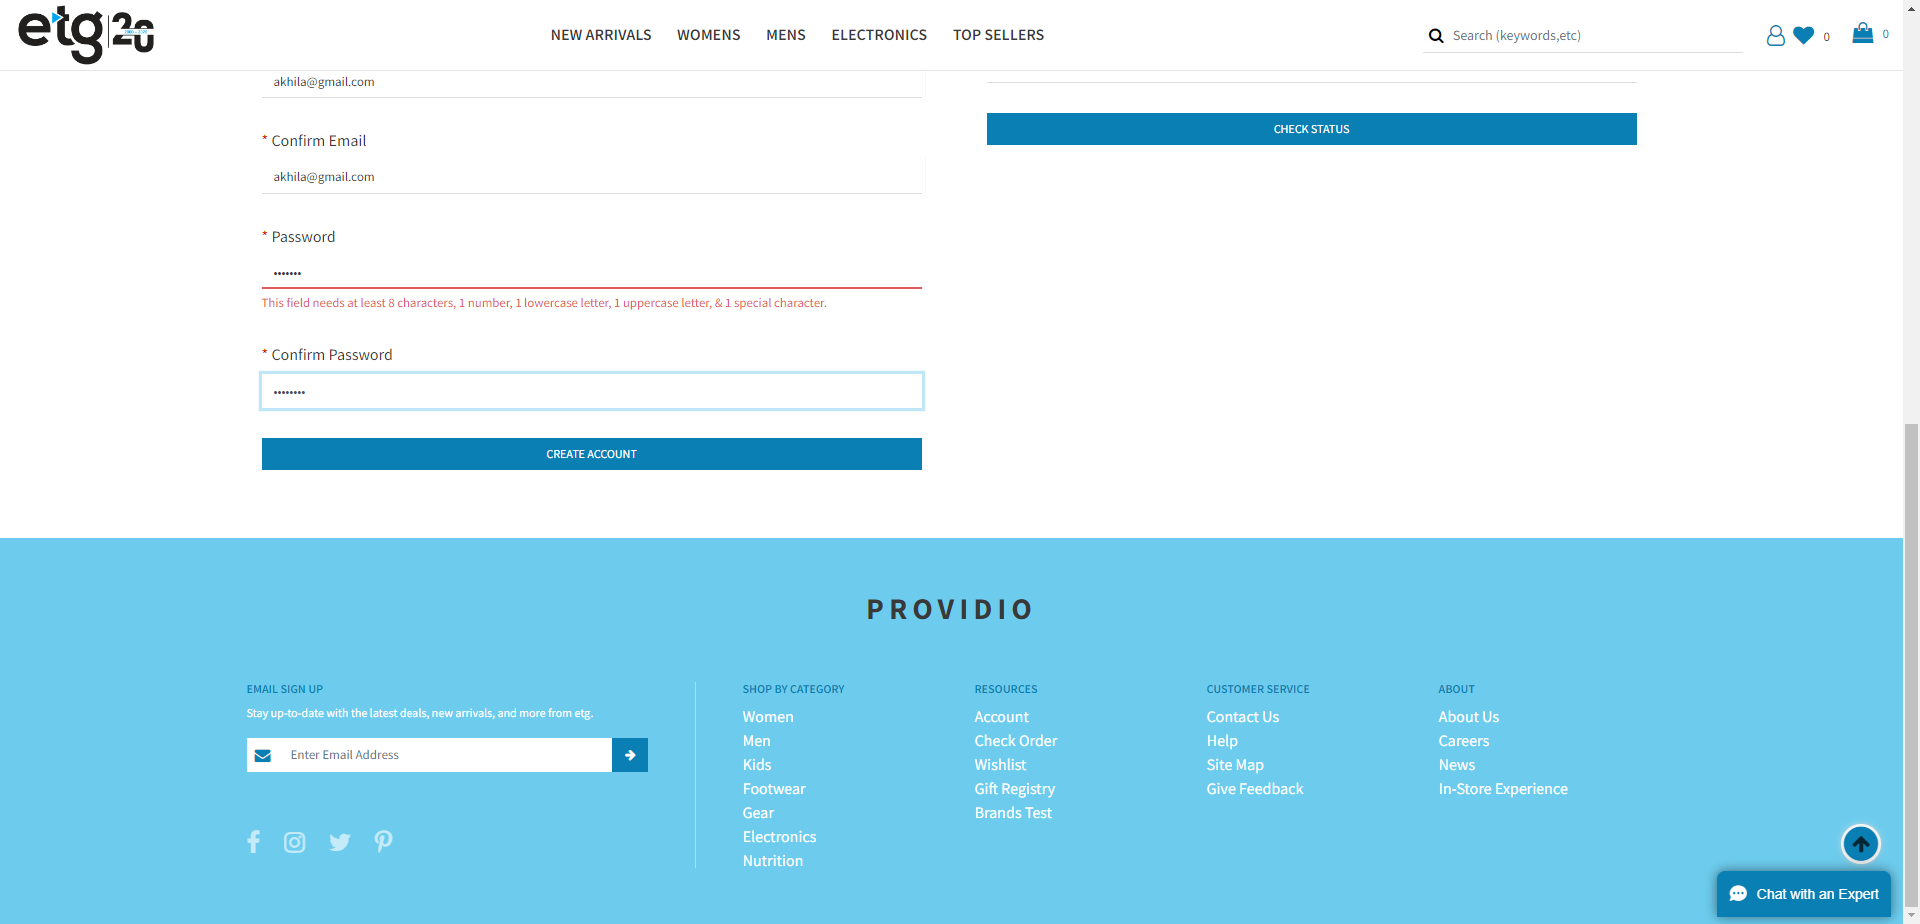 etg 20
NEW ARRIVALS WOMENS MENS ELECTRONICS TOP SELLERS
Search (keywords,etc)
0
0
akhila@gmail.com
CHECK STATUS
* Confirm Email
akhila@gmail.com
* Password
•••••••
This field needs at least 8 characters, 1 number, 1 lowercase letter, 1 uppercase letter, & 1 special character.
* Confirm Password
••••••••
CREATE ACCOUNT
PROVIDIO
EMAIL SIGN UP
Stay up-to-date with the latest deals, new arrivals, and more from etg.
Enter Email Address
SHOP BY CATEGORY
Women
Men
Kids
Footwear
Gear
Electronics
Nutrition
RESOURCES
Account
Check Order
Wishlist
Gift Registry
Brands Test
CUSTOMER SERVICE
Contact Us
Help
Site Map
Give Feedback
ABOUT
About Us
Careers
News
In-Store Experience
Chat with an Expert